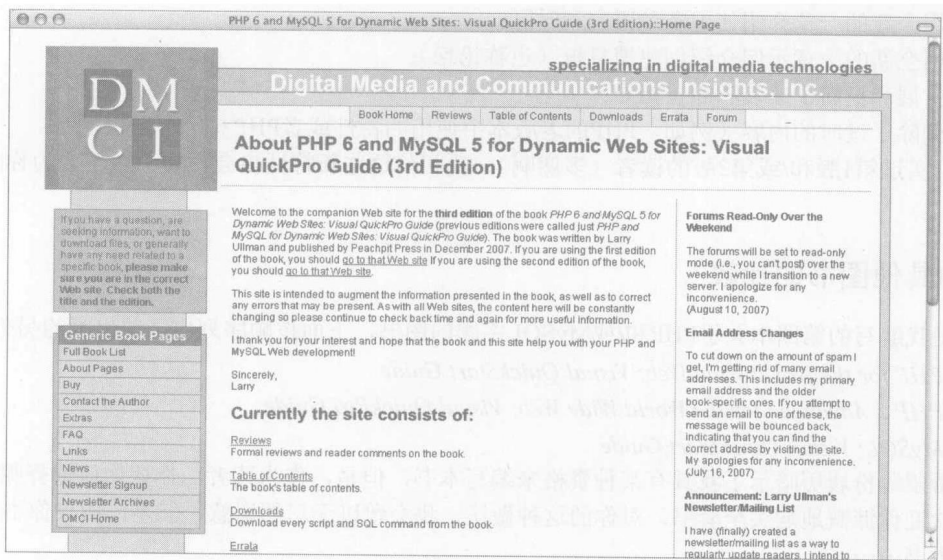 PHP 6 and MySQL 5 for Dynamic Web Sites: Visual QuickPro Guide (3rd Edition)::Home Page
DM
CI
specializing in digital media technologies
Digital Media and Communications Insights, Inc.
Book Home Reviews Table of Contents Downloads Errata Forum
About PHP 6 and MySQL 5 for Dynamic Web Sites: Visual
QuickPro Guide (3rd Edition)
If you have a question, are
seeking information, want to
download files, or generally
have any need related to a
specific book, please make
sure you are in the correct
Web site. Check both the
title and the edition.
Generic Book Pages
Full Book List
About Pages
Buy
Contact the Author
Extras
FAQ
Links
News
Newsletter Signup
Newsletter Archives
DMCI Home
Welcome to the companion Web site for the third edition of the book PHP 6 and MySQL 5 for
Dynamic Web Sites: Visual QuickPro Guide (previous editions were called just PHP and
MySQL for Dynamic Web Sites: Visual QuickPro Guide). The book was written by Larry
Ullman and published by Peachpit Press in December 2007. If you are using the first edition
of the book, you should go to that Web site If you are using the second edition of the book,
you should go to that Web site.
This site is intended to augment the information presented in the book, as well as to correct
any errors that may be present. As with all Web sites, the content here will be constantly
changing so please continue to check back time and again for more useful information.
I thank you for your interest and hope that the book and this site help you with your PHP and
MySQL Web development!
Sincerely,
Larry
Currently the site consists of:
Reviews
Formal reviews and reader comments on the book.
Table of Contents
The book's table of contents.
Downloads
Download every script and SQL command from the book.
Errata
Forums Read-Only Over the
Weekend
The forums will be set to read-only
mode (i.e., you can't post) over the
weekend while I transition to a new
server. I apologize for any
inconvenience.
(August 10, 2007)
Email Address Changes
To cut down on the amount of spam I
get, I'm getting rid of many email
addresses. This includes my primary
email address and the older
book-specific ones. If you attempt to
send an email to one of these, the
message will be bounced back,
indicating that you can find the
correct address by visiting the site.
My apologies for any inconvenience.
(July 16, 2007)
Announcement: Larry Ullman's
Newsletter/Mailing List
I have (finally) created a
newsletter/mailing list as a way to
regularly update readers. I intend to